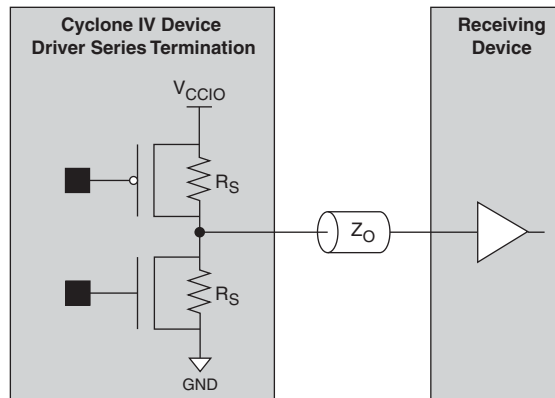 Cyclone IV Device
Driver Series Termination
Receiving
Device
VCCIO
RS
ZO
RS
GND